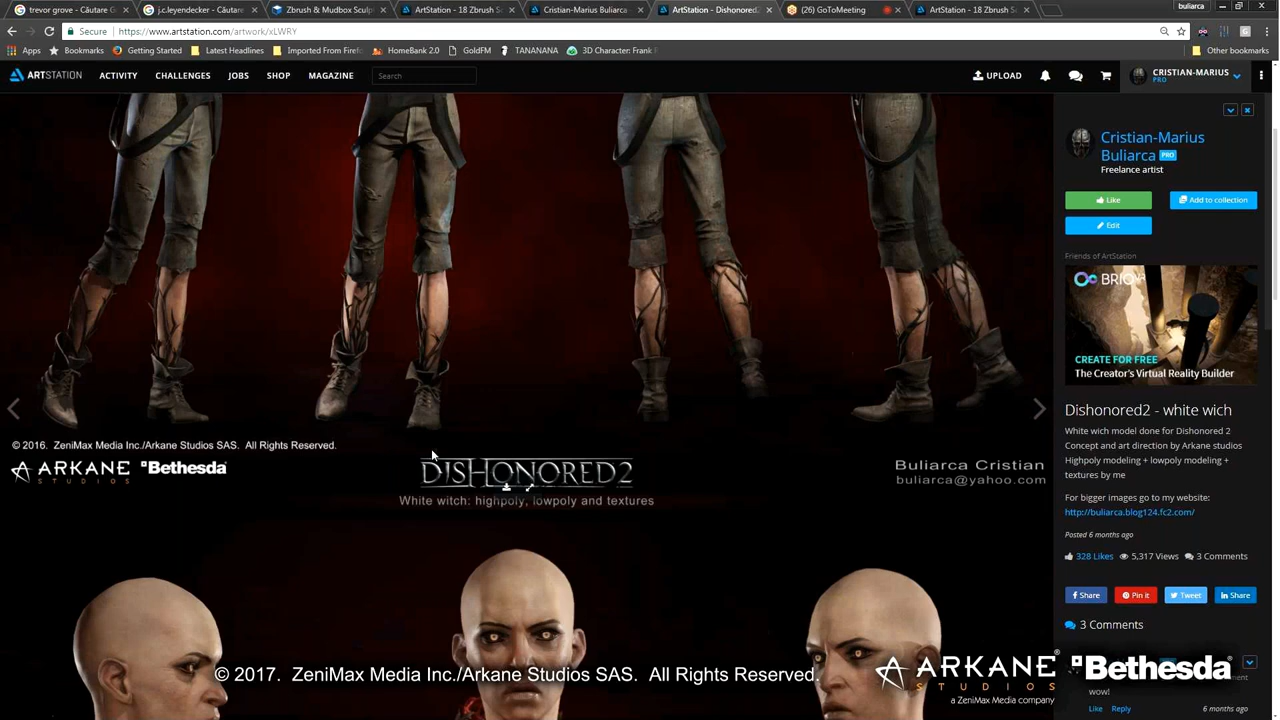 trevor grove - Căutare G
j.c.leyendecker - Căutare
Zbrush & Mudbox Sculp
ArtStation - 18 Zbrush S
Cristian-Marius Buliarca
ArtStation - Dishonored2
(26) GoToMeeting
ArtStation - 18 Zbrush S
buliarca
Secure https://www.artstation.com/artwork/xLWRY
Apps Bookmarks Getting Started Latest Headlines Imported From Firef HomeBank 2.0 GoldFM TANANANA 3D Character: Frank F Other bookmarks
ARTSTATION ACTIVITY CHALLENGES JOBS SHOP MAGAZINE Search UPLOAD CRISTIAN-MARIUS
PRO
Cristian-Marius
Buliarca PRO
Freelance artist
Like Add to collection
Edit
Friends of ArtStation
BRIO
CREATE FOR FREE
The Creator's Virtual Reality Builder
Dishonored2 - white wich
White wich model done for Dishonored 2
Concept and art direction by Arkane studios
Highpoly modeling + lowpoly modeling +
textures by me
For bigger images go to my website:
http://buliarca.blog124.fc2.com/
Posted 6 months ago
328 Likes 5,317 Views 3 Comments
Share Pin it Tweet Share
3 Comments
wow!
Like Reply 6 months ago
© 2016. ZeniMax Media Inc./Arkane Studios SAS. All Rights Reserved.
ARKANE STUDIOS Bethesda
DISHONORED2
White witch: highpoly, lowpoly and textures
Buliarca Cristian
buliarca@yahoo.com
© 2017. ZeniMax Media Inc./Arkane Studios SAS. All Rights Reserved.
ARKANE® Bethesda®
STUDIOS
a ZeniMax Media company